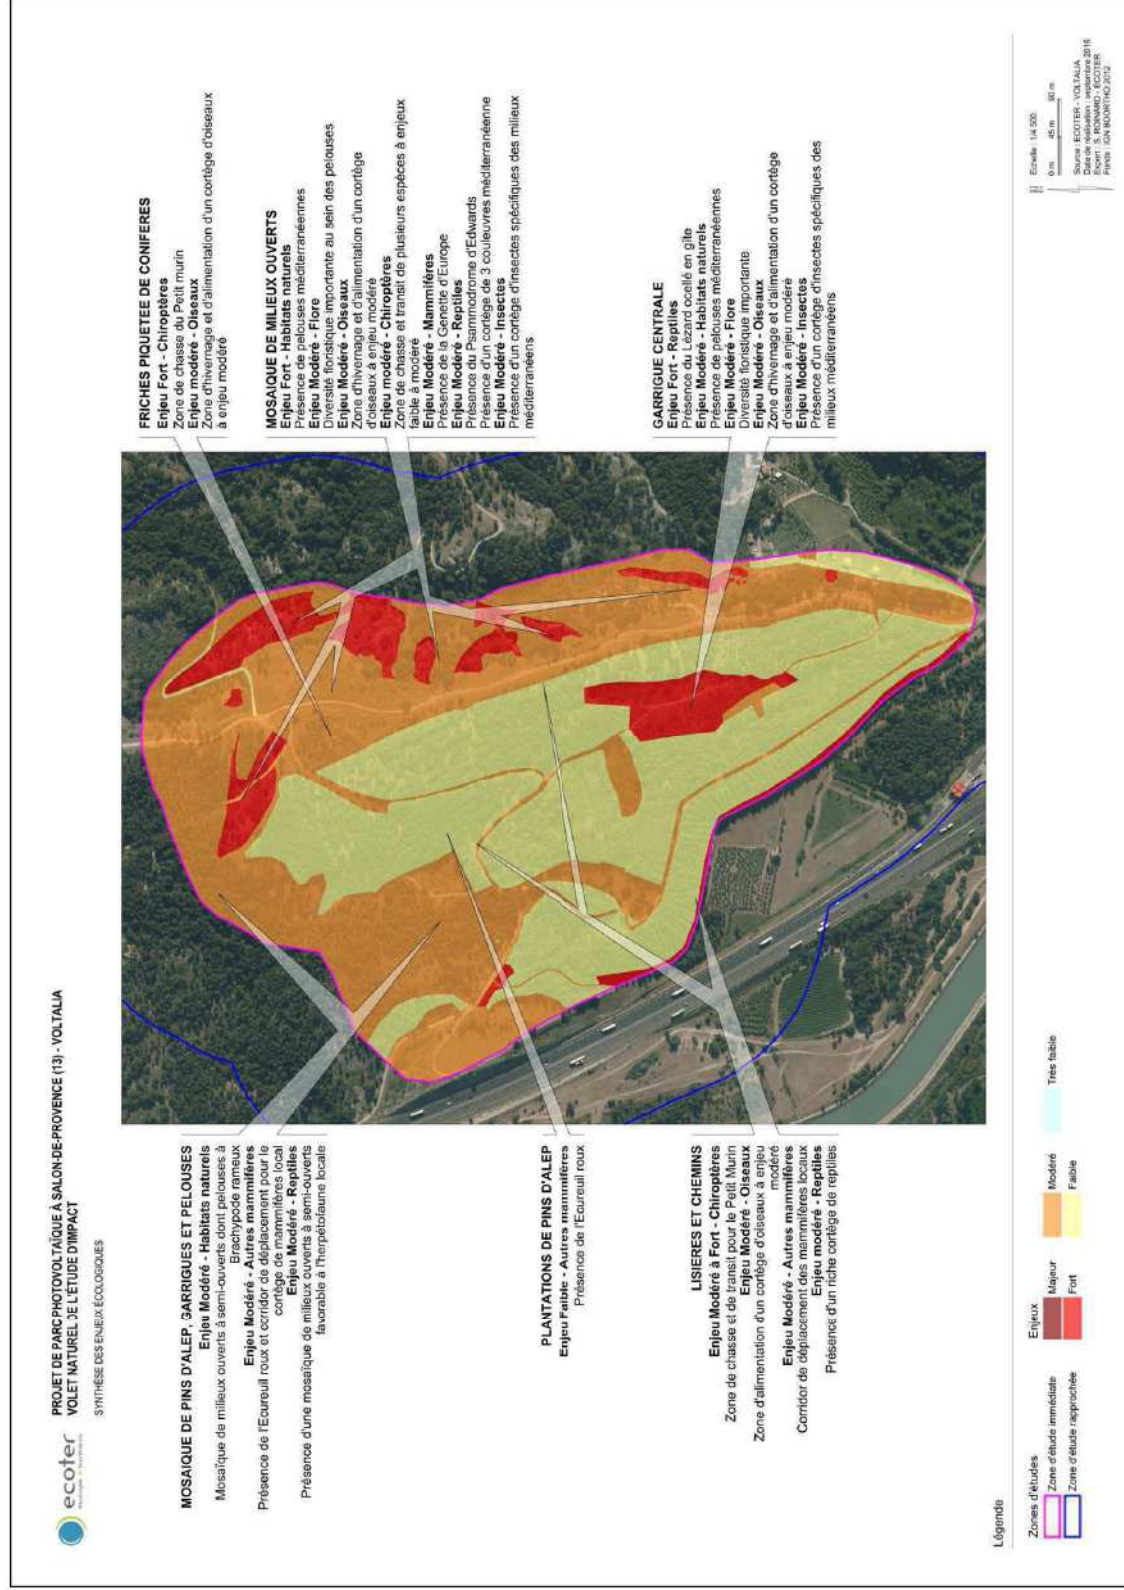 ecoter
PROJET DE PARC PHOTOVOLTAÏQUE À SALON-DE-PROVENCE (13) - VOLTALIA
VOLET NATUREL DE L'ÉTUDE D'IMPACT
SYNTHÈSE DES ENJEUX ÉCOLOGIQUES
MOSAIQUE DE PINS D'ALEP, GARRIGUES ET PELOUSES
Enjeu Modéré - Habitats naturels
Mosaïque de milieux ouverts à semi-ouverts dont pelouses à
Brachypode rameux
Enjeu Modéré - Autres mammifères
Présence de l'Ecureuil roux et corridor de déplacement pour le
cortège de mammifères local
Enjeu Modéré - Reptiles
Présence d'une mosaïque de milieux ouverts à semi-ouverts
favorable à l'herpétofaune locale
PLANTATIONS DE PINS D'ALEP
Enjeu Faible - Autres mammifères
Présence de l'Ecureuil roux
LISIERES ET CHEMINS
Enjeu Modéré à Fort - Chiroptères
Zone de chasse et de transit pour le Petit Murin
Enjeu Modéré - Oiseaux
Zone d'alimentation d'un cortège d'oiseaux à enjeu
modéré
Enjeu Modéré - Autres mammifères
Corridor de déplacement des mammifères locaux
Enjeu modéré - Reptiles
Présence d'un riche cortège de reptiles
FRICHES PIQUETEE DE CONIFERES
Enjeu Fort - Chiroptères
Zone de chasse du Petit murin
Enjeu modéré - Oiseaux
Zone d'hivernage et d'alimentation d'un cortège d'oiseaux
à enjeu modéré
MOSAIQUE DE MILIEUX OUVERTS
Enjeu Fort - Habitats naturels
Présence de pelouses méditerranéennes
Enjeu Modéré - Flore
Diversité floristique importante au sein des pelouses
Enjeu Modéré - Oiseaux
Zone d'hivernage et d'alimentation d'un cortège
d'oiseaux à enjeu modéré
Enjeu modéré - Chiroptères
Zone de chasse et transit de plusieurs espèces à enjeux
faible à modéré
Enjeu Modéré - Mammifères
Présence de la Genette d'Europe
Enjeu Modéré - Reptiles
Présence du Psammodrome d'Edwards
Présence d'un cortège de 3 couleuvres méditerranéenne
Enjeu Modéré - Insectes
Présence d'un cortège d'insectes spécifiques des milieux
méditerranéens
GARRIGUE CENTRALE
Enjeu Fort - Reptiles
Présence du Lézard ocellé en gîte
Enjeu Modéré - Habitats naturels
Présence de pelouses méditerranéennes
Enjeu Modéré - Flore
Diversité floristique importante
Enjeu Modéré - Oiseaux
Zone d'hivernage et d'alimentation d'un cortège
d'oiseaux à enjeu modéré
Enjeu Modéré - Insectes
Présence d'un cortège d'insectes spécifiques des
milieux méditerranéens
Légende
Zones d'études
Zone d'étude immédiate
Zone d'étude rapprochée
Enjeux
Majeur
Fort
Modéré
Faible
Très faible
Echelle : 1/4 500
0 m 45 m 90 m
Source : ECOTER - VOLTALIA
Date de réalisation : septembre 2016
Expert : S. ROINARD - ECOTER
Fonds : IGN BDORTHO 2012